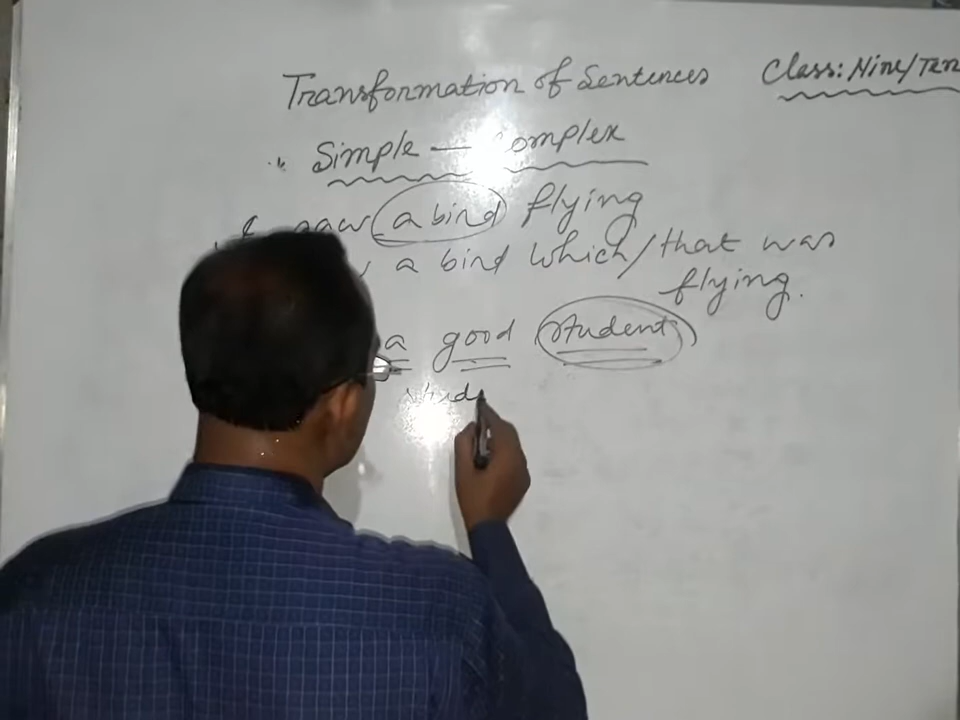 Transformation of Sentences Class: Nine/Ten
Simple — Complex
saw a bird flying
a bird which/that was
flying.
a good student